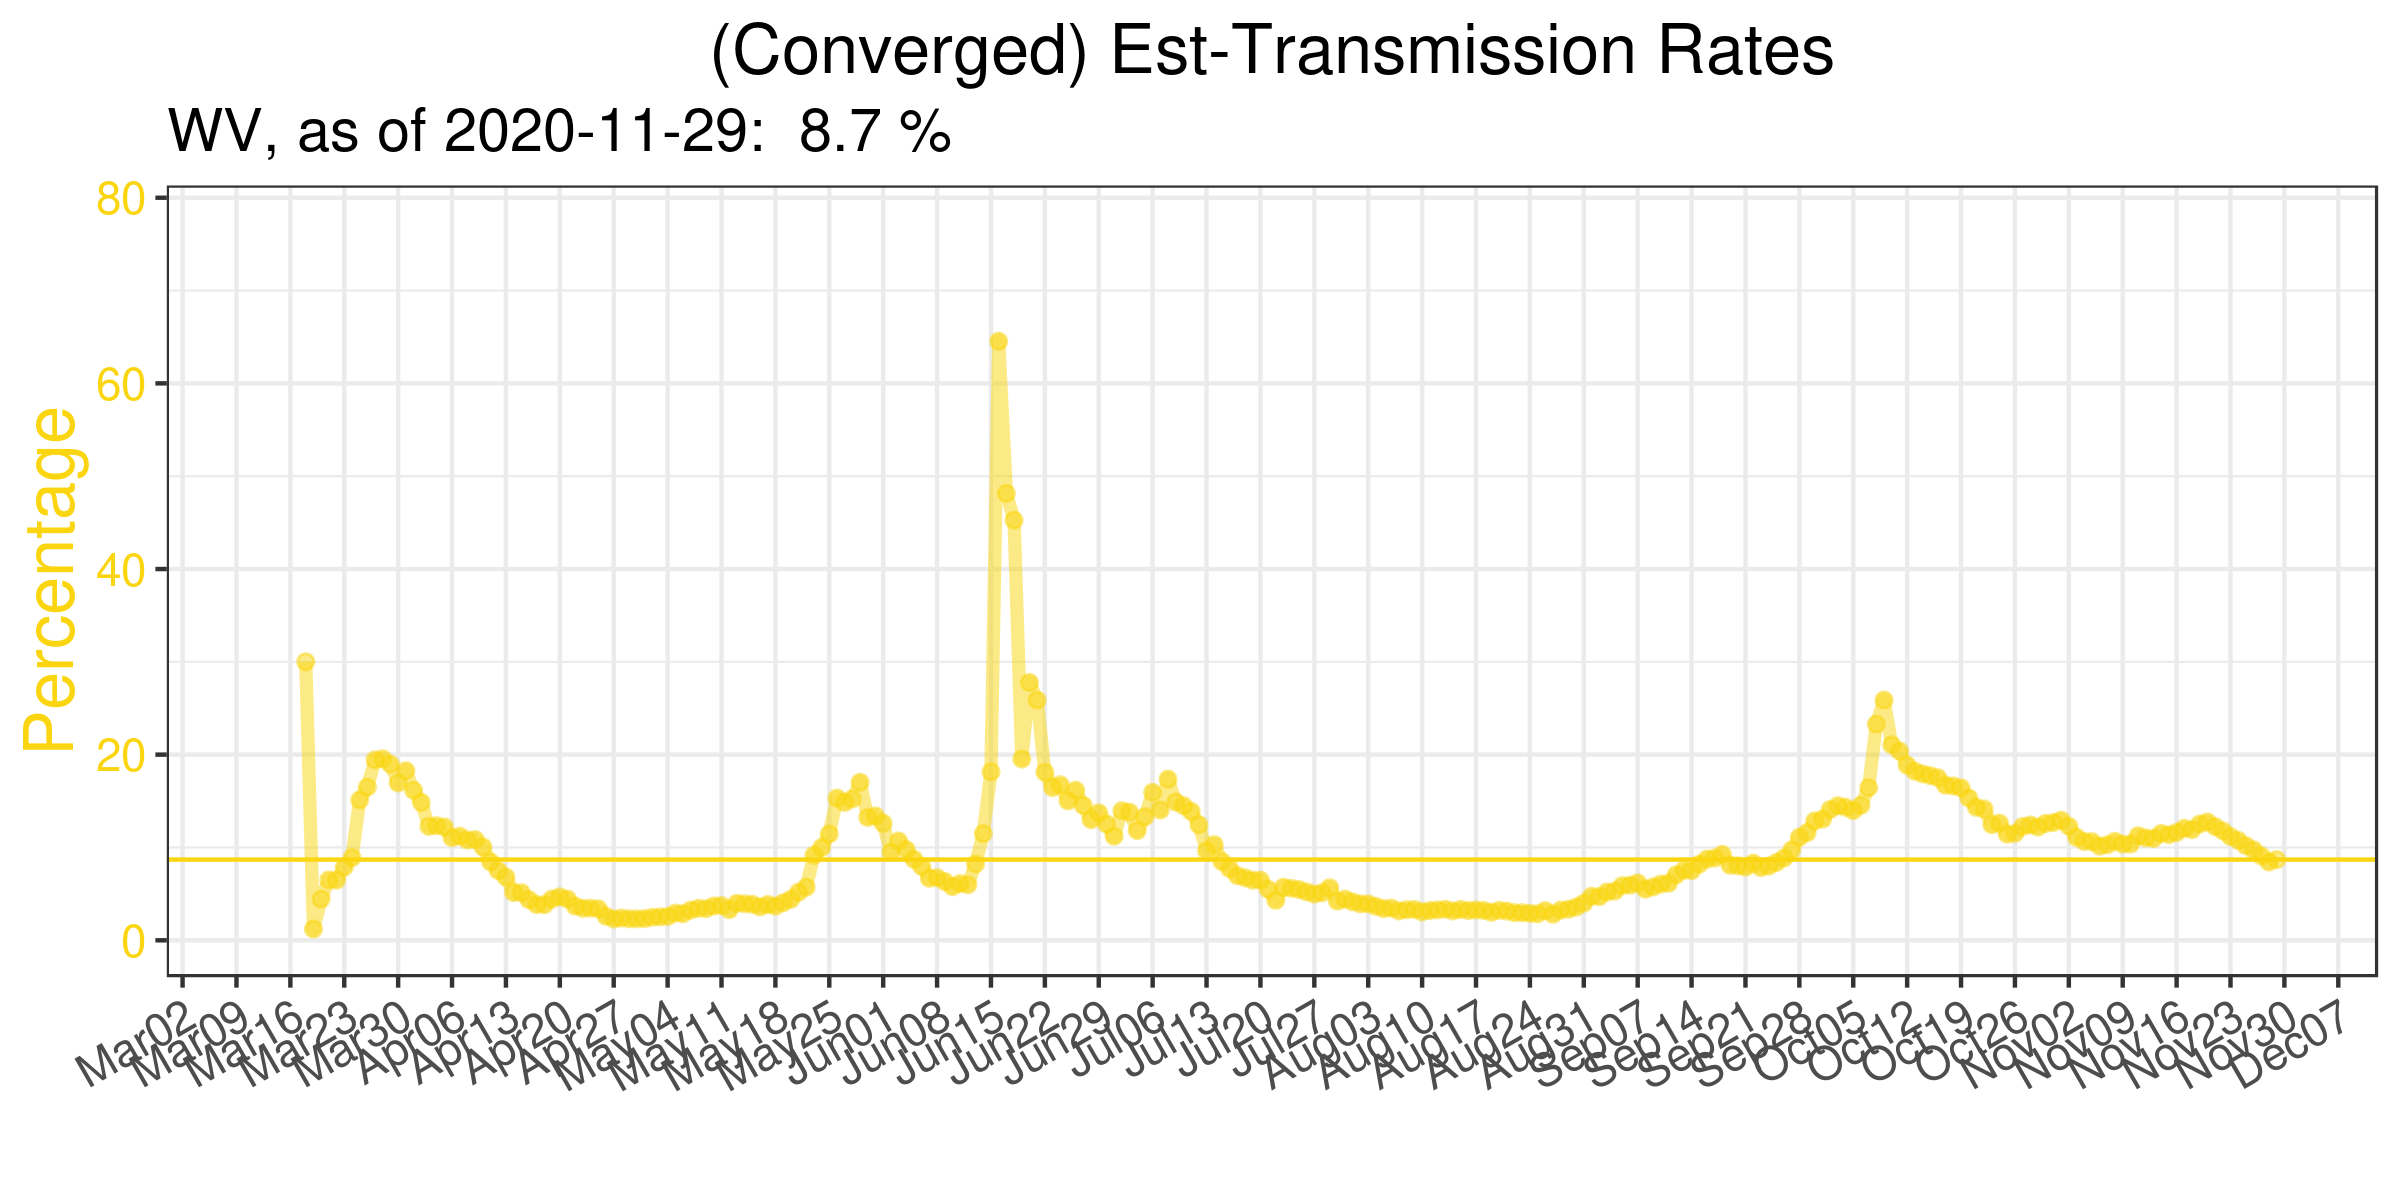 (Converged) Est-Transmission Rates
WV, as of 2020-11-29:  8.7 %
Percentage
80
60
40
20
0
Mar02
Mar09
Mar16
Mar23
Mar30
Apr06
Apr13
Apr20
Apr27
May04
May11
May18
May25
Jun01
Jun08
Jun15
Jun22
Jun29
Jul06
Jul13
Jul20
Jul27
Aug03
Aug10
Aug17
Aug24
Aug31
Sep07
Sep14
Sep21
Sep28
Oct05
Oct12
Oct19
Oct26
Nov02
Nov09
Nov16
Nov23
Nov30
Dec07